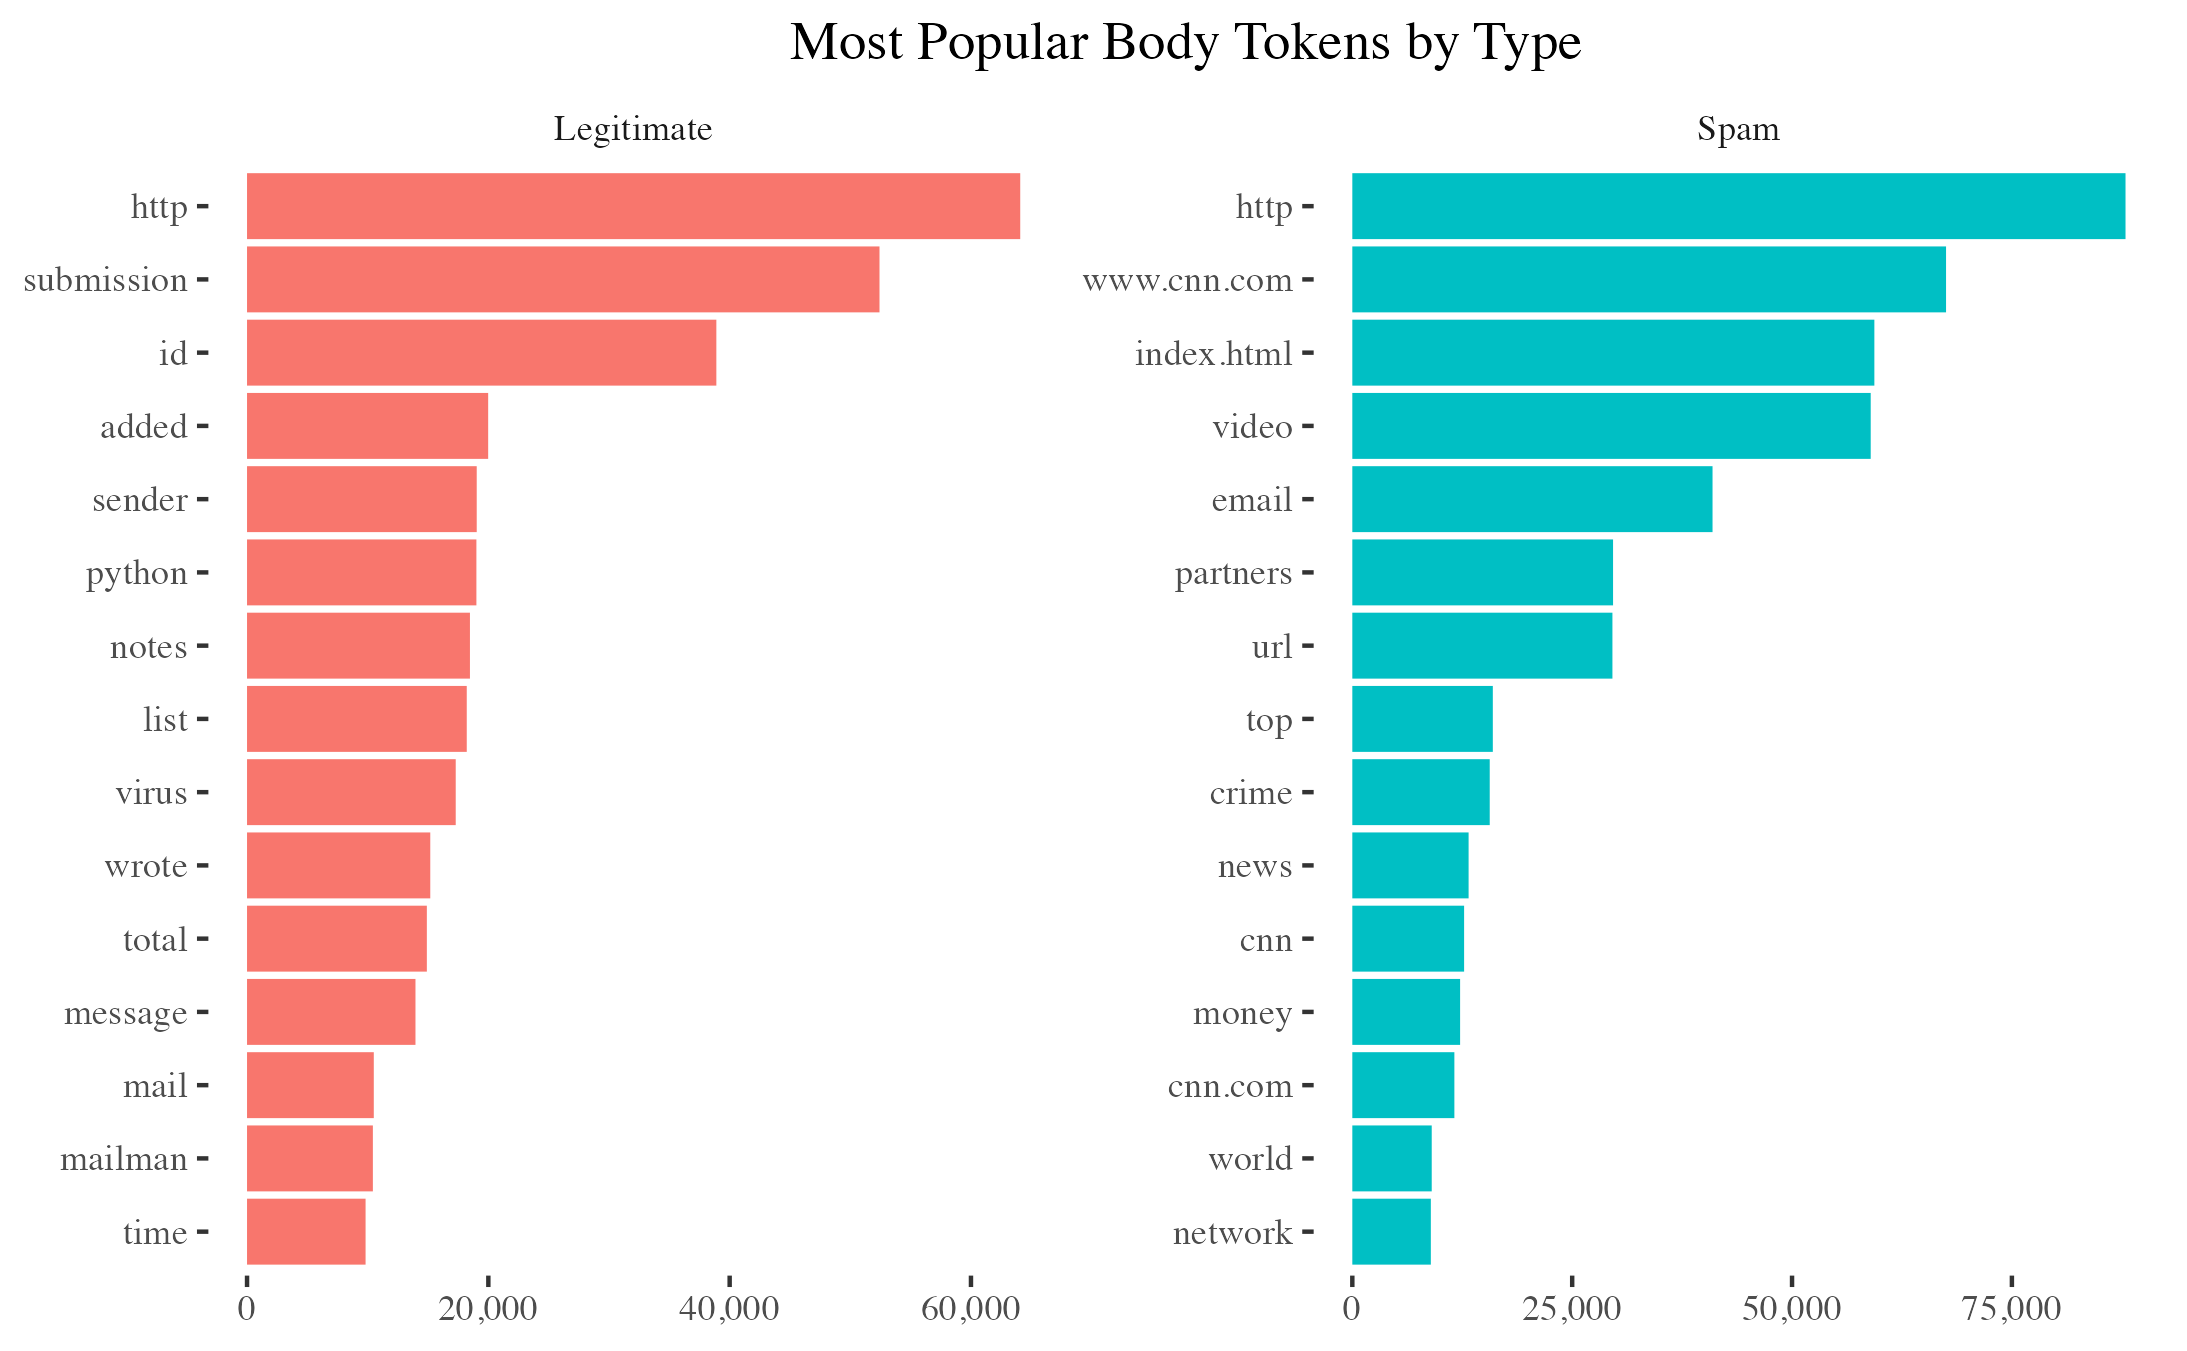 Most Popular Body Tokens by Type
Legitimate
http
submission
id
added
sender
python
notes
list
virus
wrote
total
message
mail
mailman
time
0
20,000
40,000
60,000
Spam
http
www.cnn.com
index.html
video
email
partners
url
top
crime
news
cnn
money
cnn.com
world
network
0
25,000
50,000
75,000